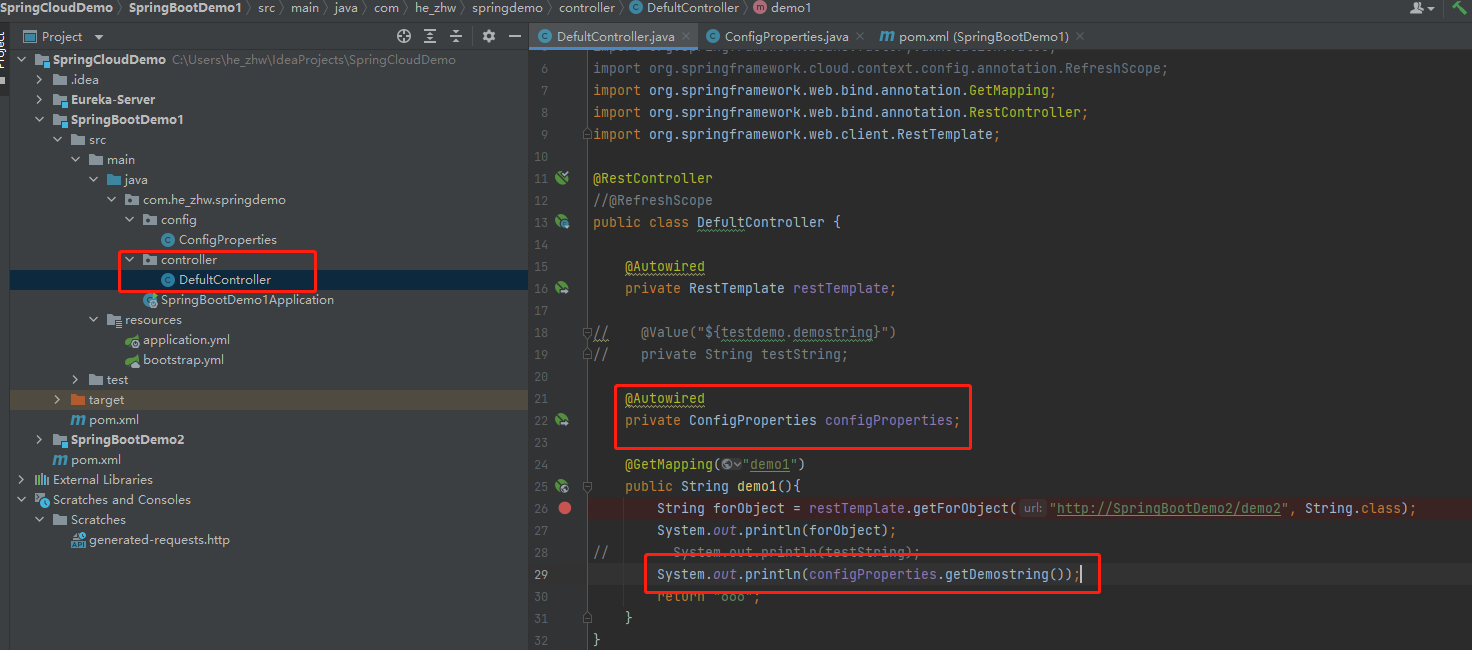 SpringCloudDemo › SpringBootDemo1 › src › main › java › com › he_zhw › springdemo › controller › DefultController › demo1
Project
Project
SpringCloudDemo C:\Users\he_zhw\IdeaProjects\SpringCloudDemo
.idea
Eureka-Server
SpringBootDemo1
src
main
java
com.he_zhw.springdemo
config
ConfigProperties
controller
DefultController
SpringBootDemo1Application
resources
application.yml
bootstrap.yml
test
target
pom.xml
SpringBootDemo2
pom.xml
External Libraries
Scratches and Consoles
Scratches
generated-requests.http
DefultController.java × ConfigProperties.java × pom.xml (SpringBootDemo1) ×
6 import org.springframework.cloud.context.config.annotation.RefreshScope;
7 import org.springframework.web.bind.annotation.GetMapping;
8 import org.springframework.web.bind.annotation.RestController;
9 import org.springframework.web.client.RestTemplate;
10
11 @RestController
12 //@RefreshScope
13 public class DefultController {
14
15 @Autowired
16 private RestTemplate restTemplate;
17
18 // @Value("${testdemo.demostring}")
19 // private String testString;
20
21 @Autowired
22 private ConfigProperties configProperties;
23
24 @GetMapping("demo1")
25 public String demo1(){
26 String forObject = restTemplate.getForObject( url: "http://SpringBootDemo2/demo2", String.class);
27 System.out.println(forObject);
28 // System.out.println(testString);
29 System.out.println(configProperties.getDemostring());
30 return "ooo";
31 }
32 }